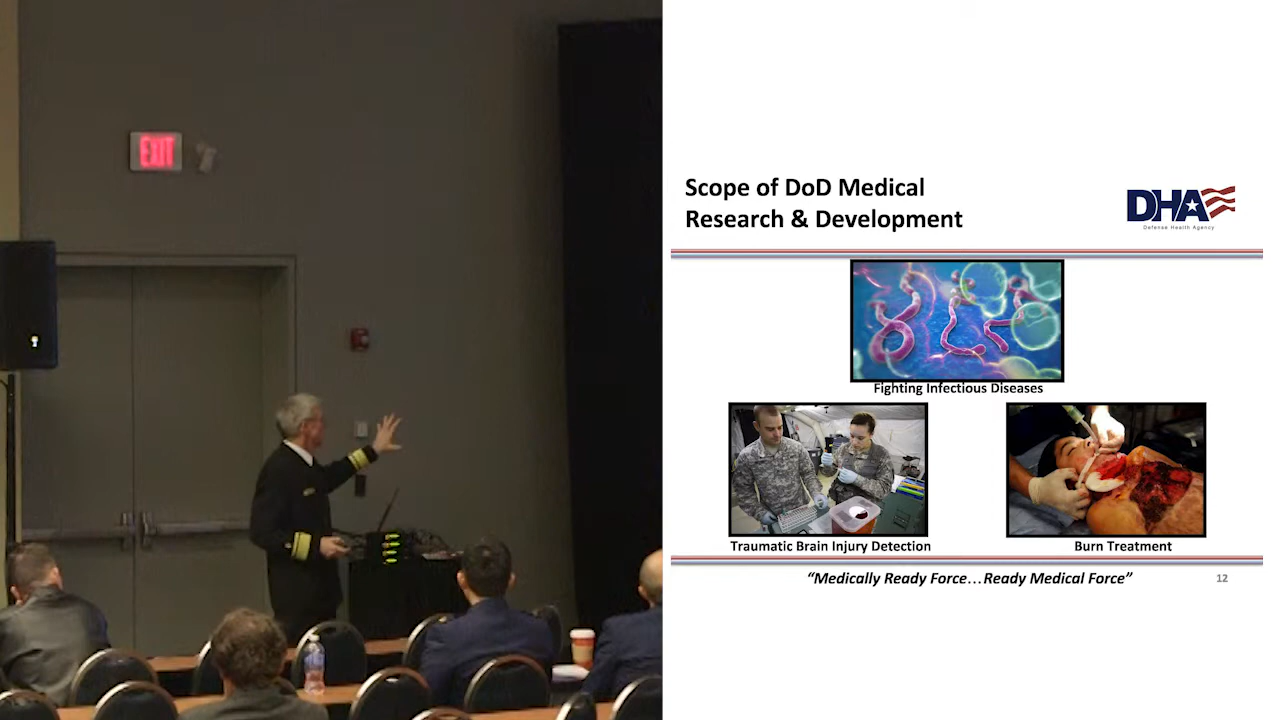 EXIT
Scope of DoD Medical
Research & Development
DHA
Defense Health Agency
Fighting Infectious Diseases
Traumatic Brain Injury Detection
Burn Treatment
“Medically Ready Force…Ready Medical Force”
12